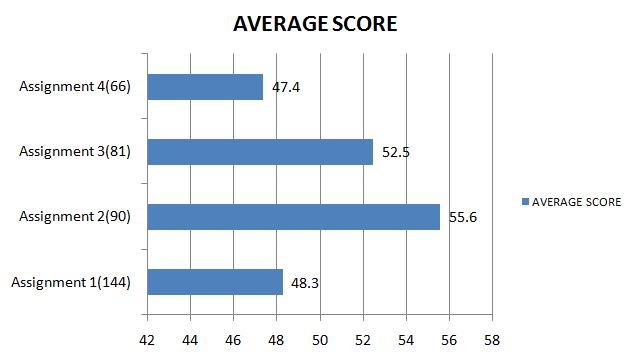 AVERAGE SCORE
Assignment 4(66)
47.4
Assignment 3(81)
52.5
Assignment 2(90)
55.6
Assignment 1(144)
48.3
AVERAGE SCORE
42 44 46 48 50 52 54 56 58